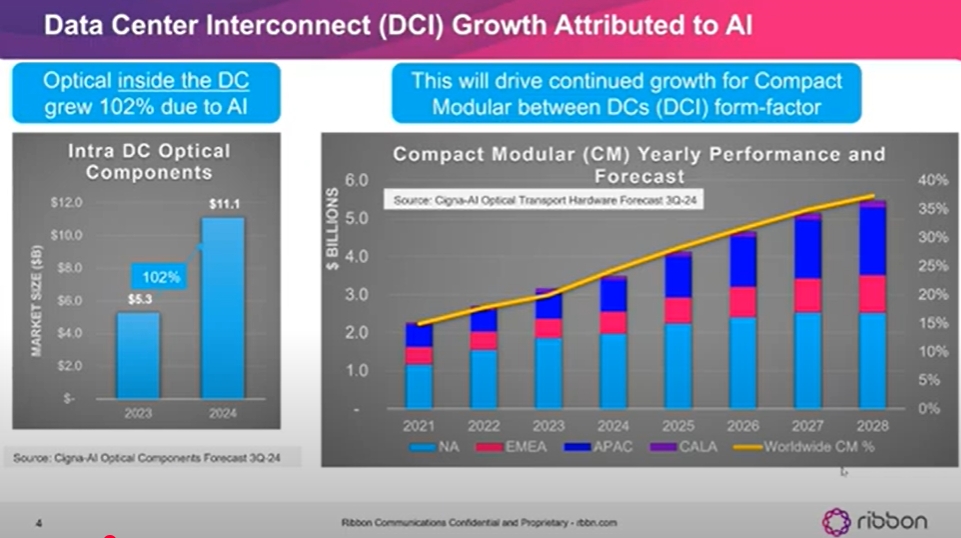 Data Center Interconnect (DCI) Growth Attributed to AI
Optical inside the DC
grew 102% due to AI
This will drive continued growth for Compact
Modular between DCs (DCI) form-factor
Intra DC Optical
Components
MARKET SIZE ($B)
$12.0
$10.0
$8.0
$6.0
$4.0
$2.0
$-
$5.3
102%
$11.1
2023
2024
Source: Cigna-AI Optical Components Forecast 3Q-24
Compact Modular (CM) Yearly Performance and
Forecast
Source: Cigna-AI Optical Transport Hardware Forecast 3Q-24
$ BILLIONS
6.0
5.0
4.0
3.0
2.0
1.0
-
40%
35%
30%
25%
20%
15%
10%
5%
0%
2021
2022
2023
2024
2025
2026
2027
2028
NA
EMEA
APAC
CALA
Worldwide CM %
4
Ribbon Communications Confidential and Proprietary - rbbn.com
ribbon